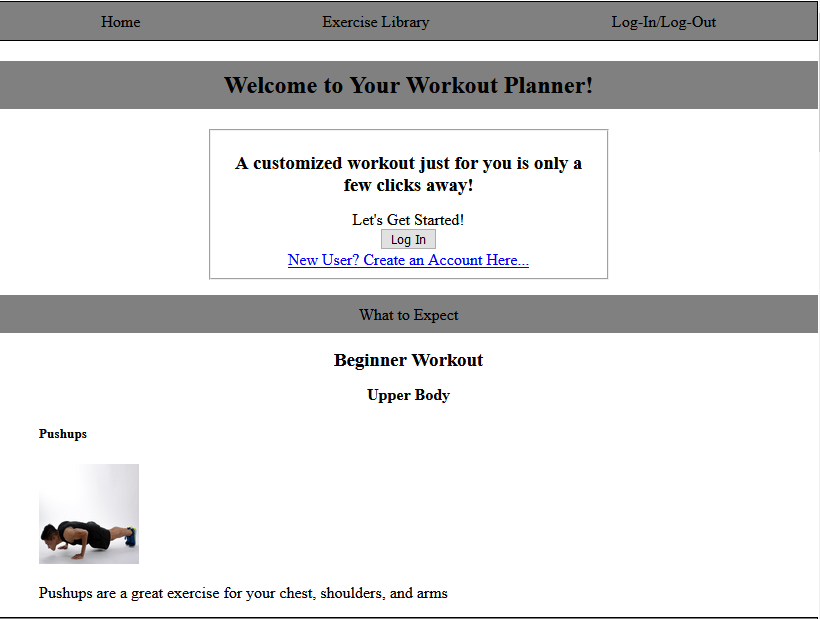 Home Exercise Library Log-In/Log-Out
Welcome to Your Workout Planner!
A customized workout just for you is only a
few clicks away!
Let's Get Started!
Log In
New User? Create an Account Here...
What to Expect
Beginner Workout
Upper Body
Pushups
Pushups are a great exercise for your chest, shoulders, and arms